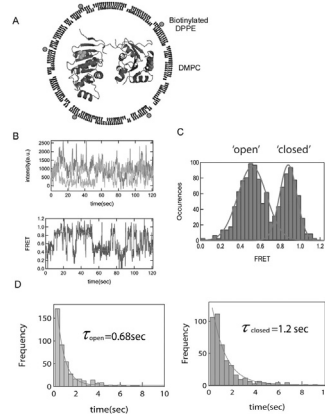 A
Biotinylated
DPPE
DMPC
B
2500
2000
1500
1000
500
0
intensity(a.u.)
0 20 40 60 80 100 120
time(sec)
1.2
1.0
0.8
0.6
0.4
0.2
0.0
FRET
0 20 40 60 80 100 120
time(sec)
C
'open' 'closed'
100
80
60
40
20
0
Occurences
0.0 0.2 0.4 0.6 0.8 1.0 1.2
FRET
D
150
100
50
0
Frequency
τopen=0.68sec
0 2 4 6 8 10
time(sec)
100
50
0
Frequency
τclosed=1.2 sec
0 2 4 6 8 10
time(sec)